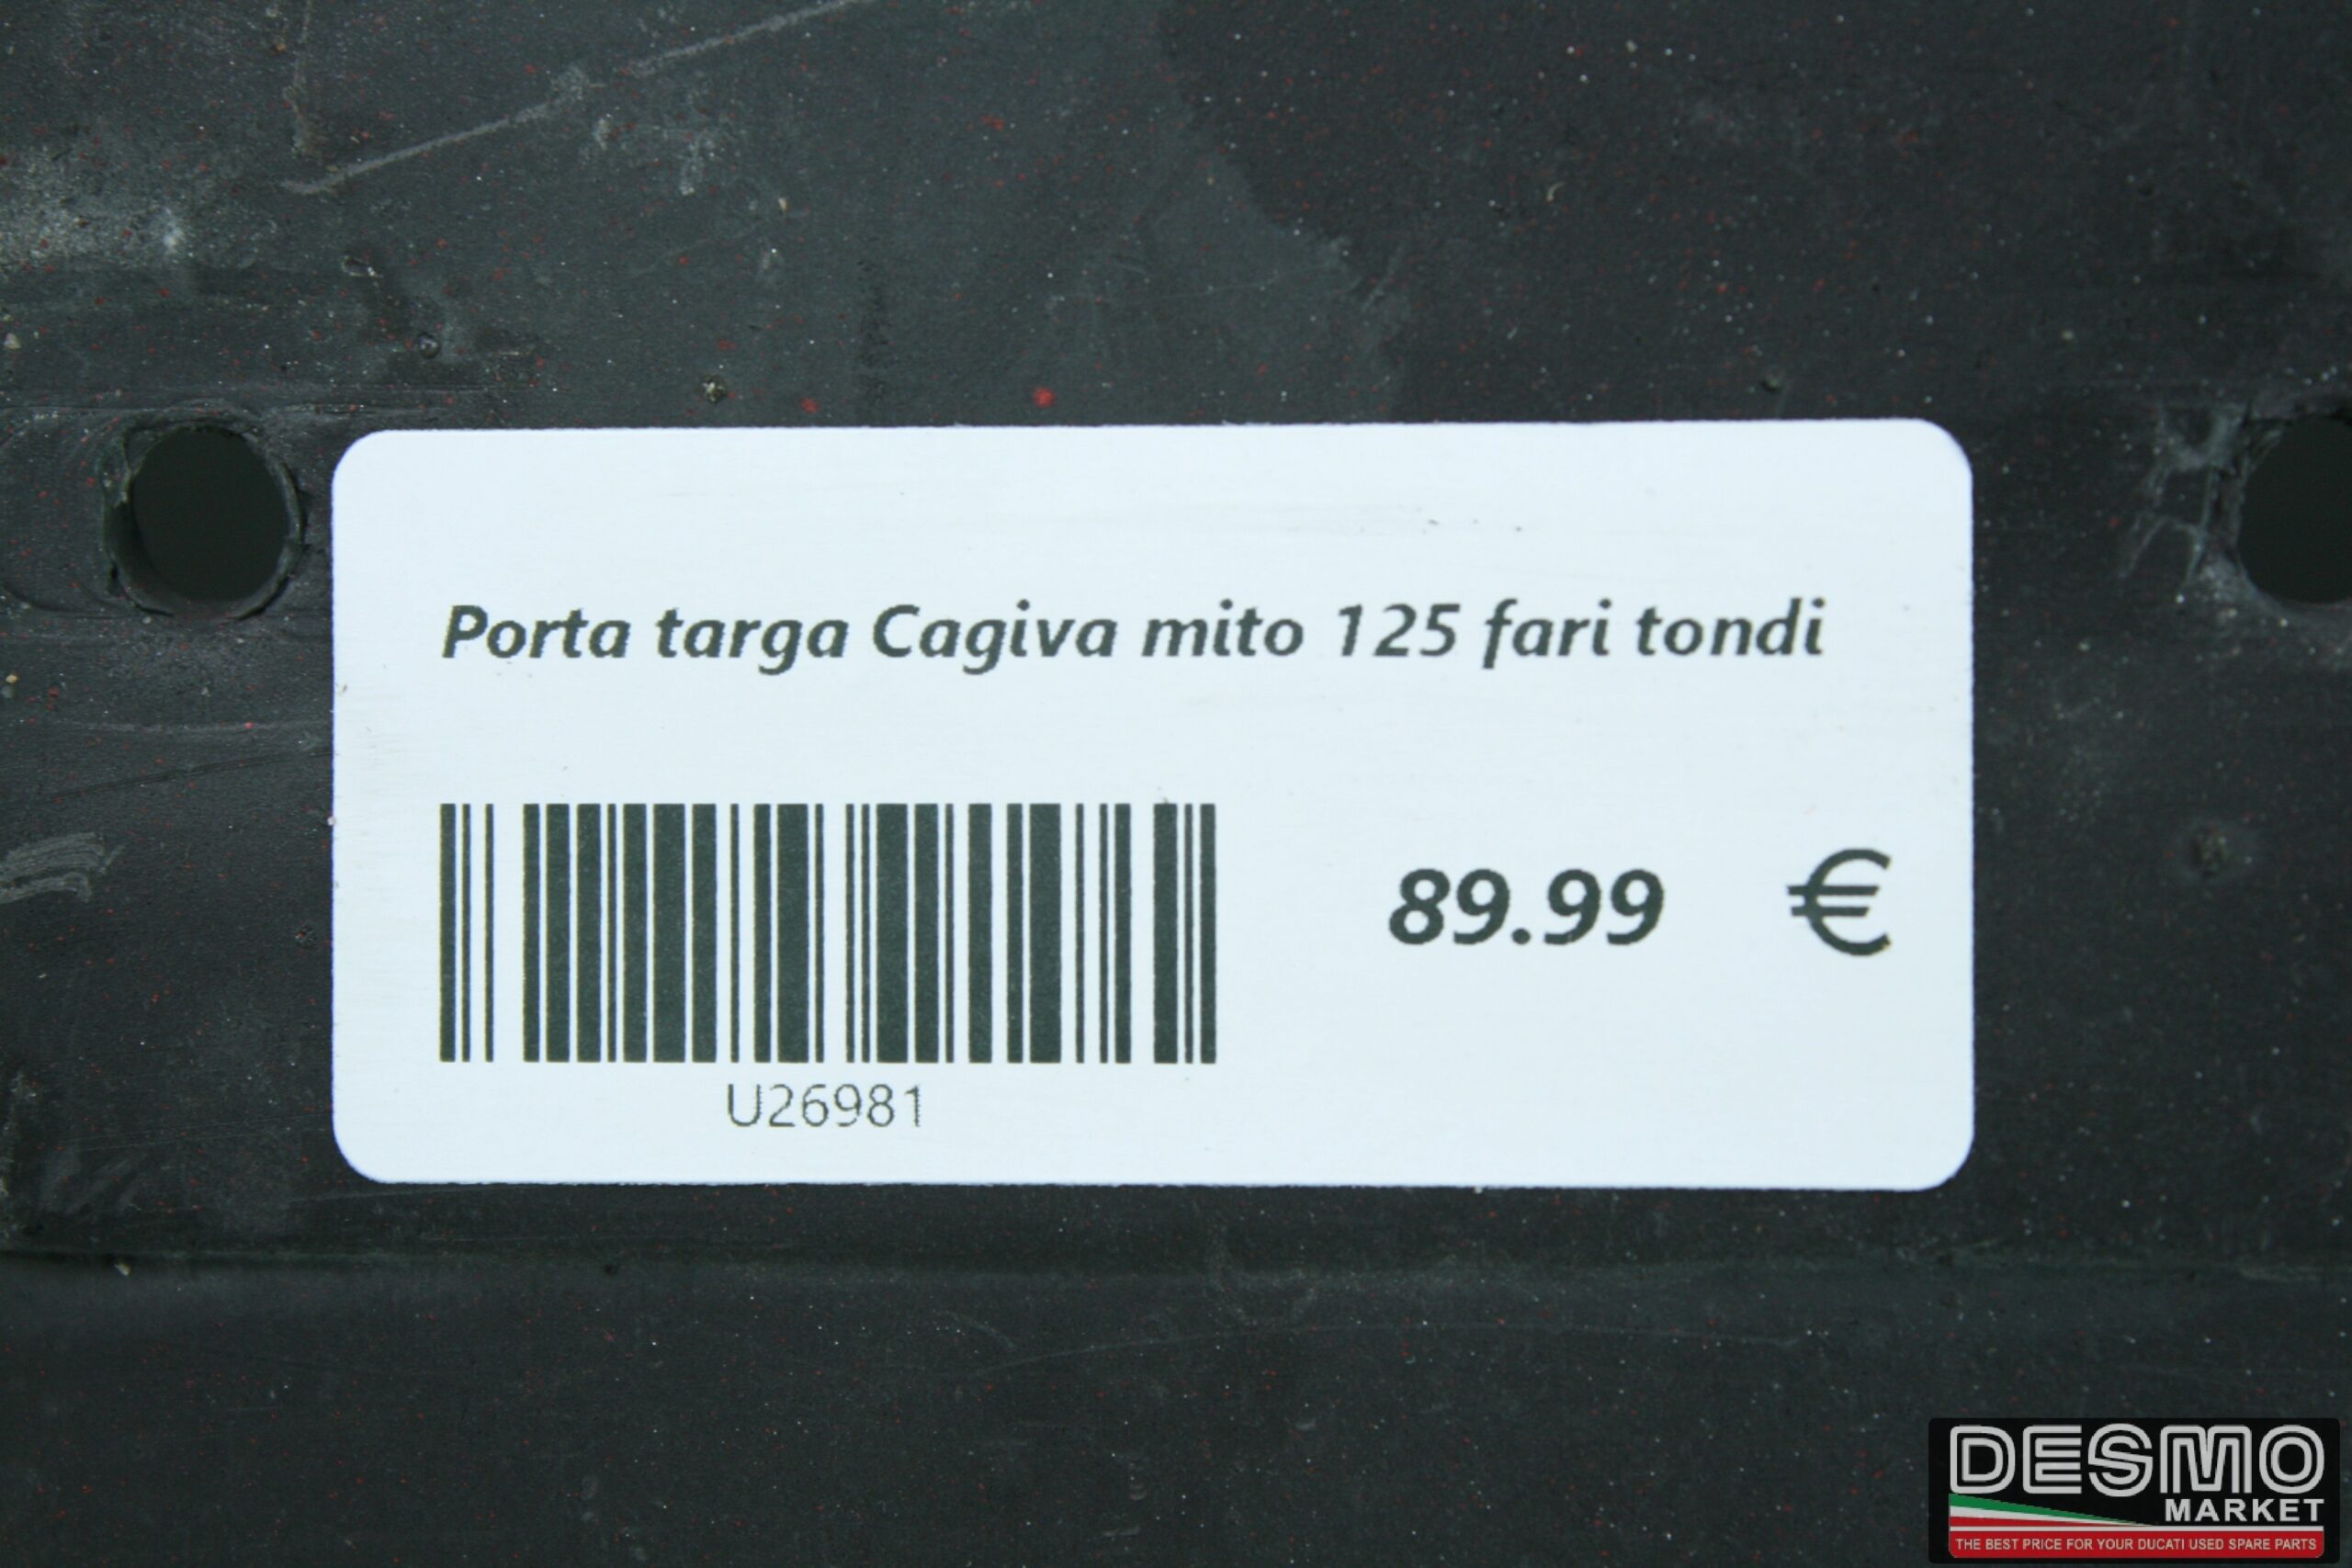 Porta targa Cagiva mito 125 fari tondi
89.99 €
U26981
DESMO
MARKET
THE BEST PRICE FOR YOUR DUCATI USED SPARE PARTS